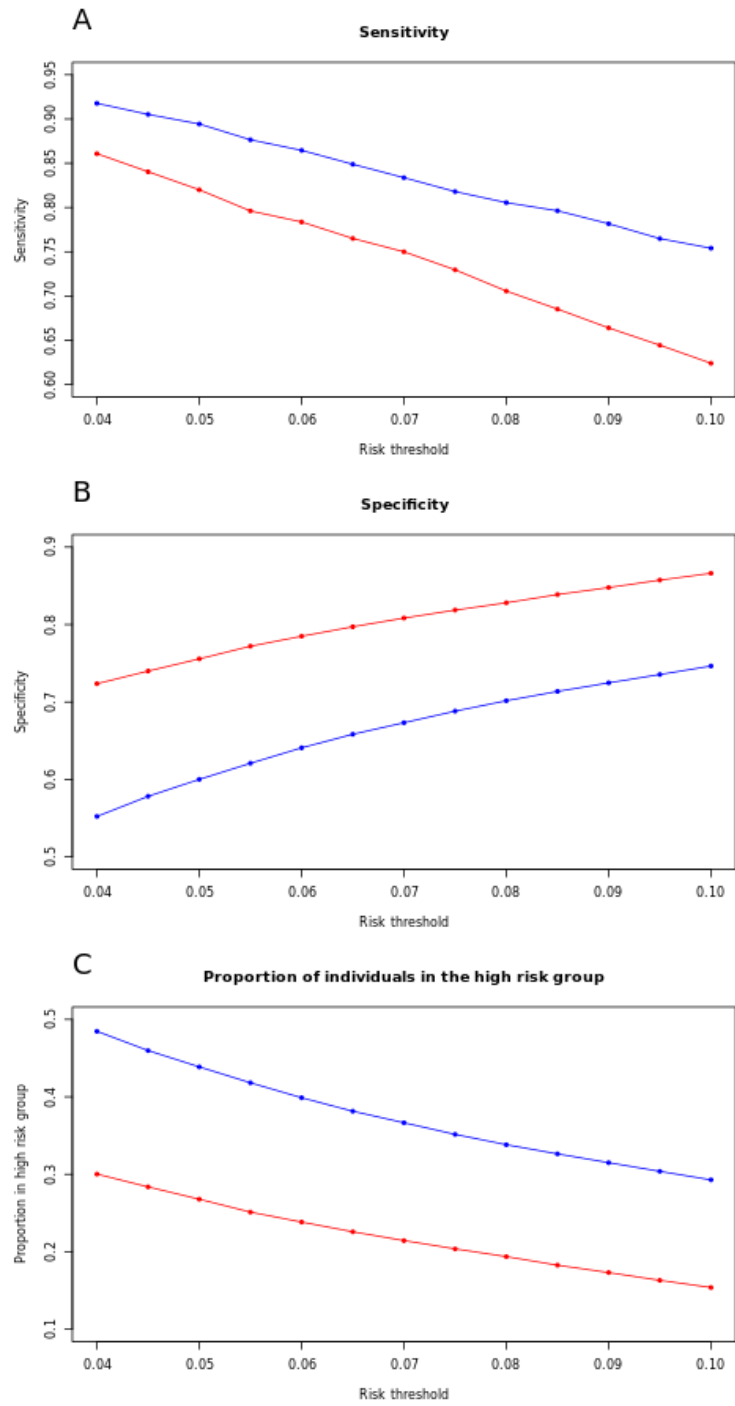 A
Sensitivity
0.95
0.90
0.85
0.80
0.75
0.70
0.65
0.60
Sensitivity
0.04 0.05 0.06 0.07 0.08 0.09 0.10
Risk threshold
B
Specificity
0.9
0.8
0.7
0.6
0.5
Specificity
0.04 0.05 0.06 0.07 0.08 0.09 0.10
Risk threshold
C
Proportion of individuals in the high risk group
0.5
0.4
0.3
0.2
0.1
Proportion in high risk group
0.04 0.05 0.06 0.07 0.08 0.09 0.10
Risk threshold